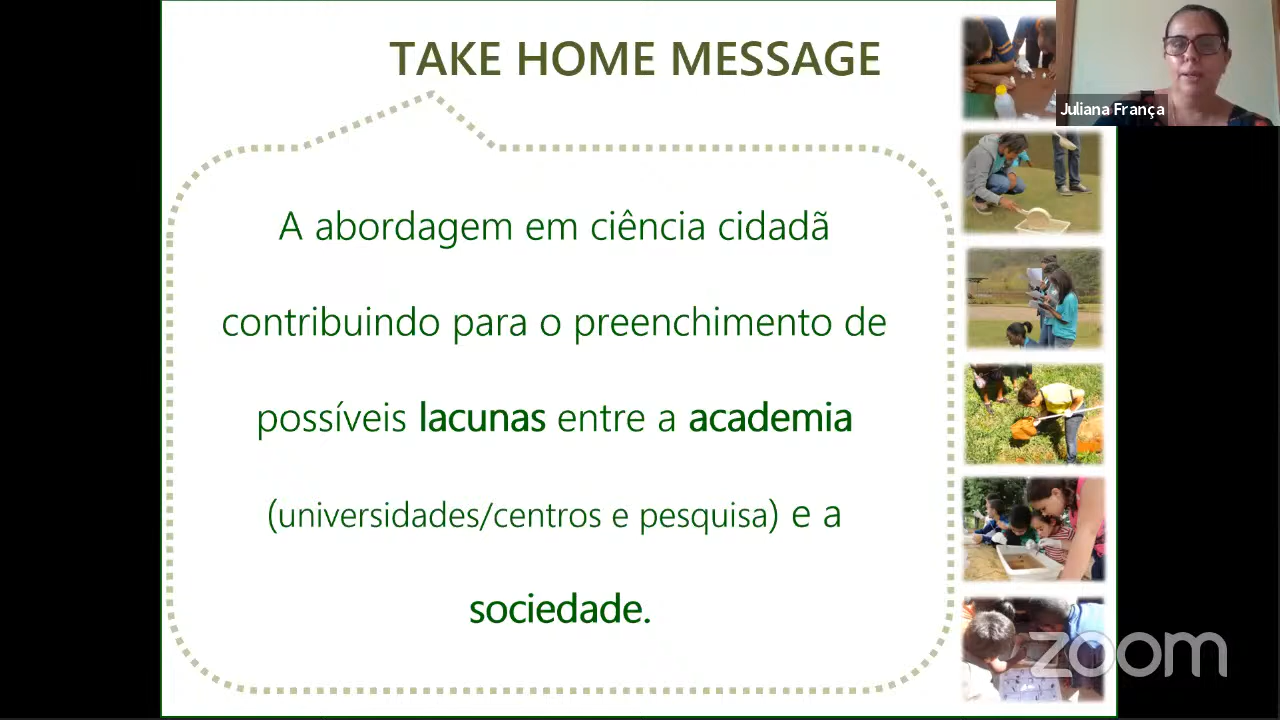 TAKE HOME MESSAGE
Juliana França
A abordagem em ciência cidadã
contribuindo para o preenchimento de
possíveis lacunas entre a academia
(universidades/centros e pesquisa) e a
sociedade.
zoom